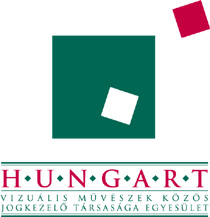 H·U·N·G·A·R·T
VIZUÁLIS MŰVÉSZEK KÖZÖS
JOGKEZELŐ TÁRSASÁGA EGYESÜLET